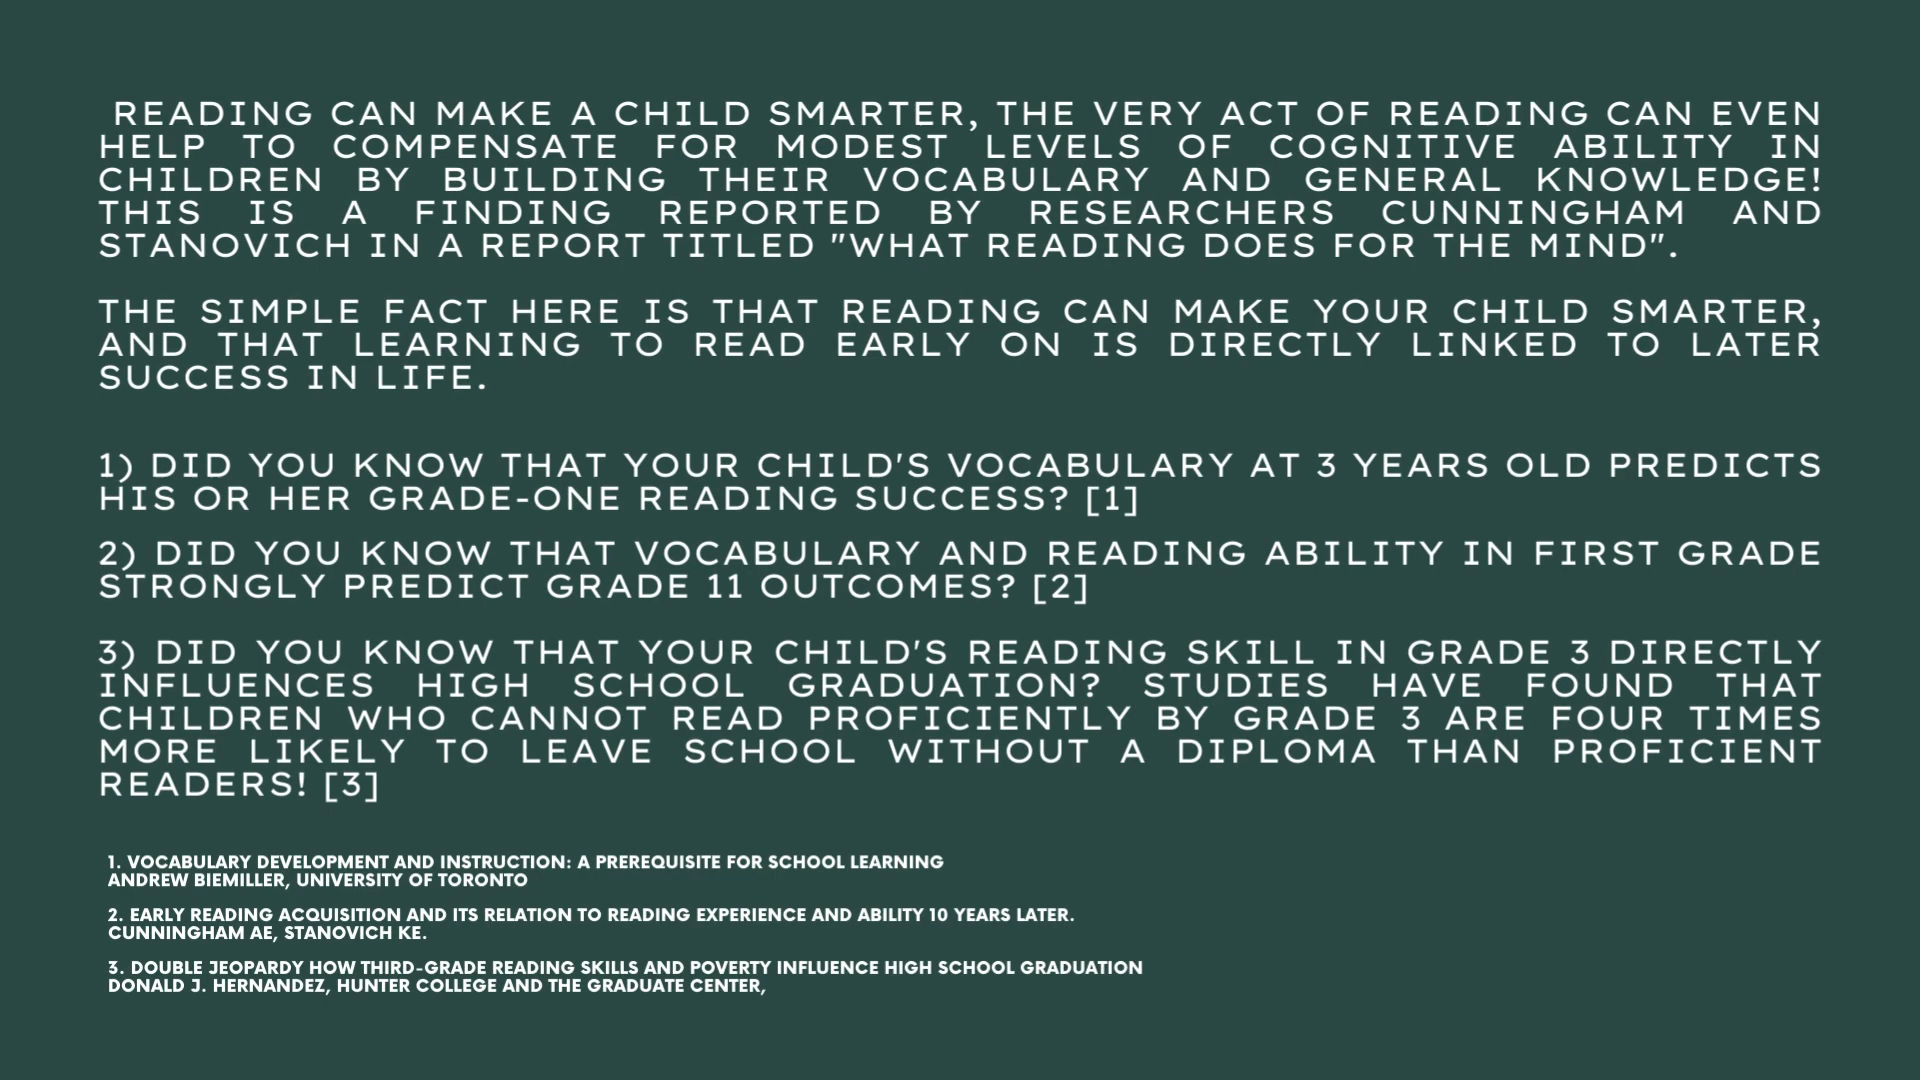 READING CAN MAKE A CHILD SMARTER, THE VERY ACT OF READING CAN EVEN
HELP TO COMPENSATE FOR MODEST LEVELS OF COGNITIVE ABILITY IN
CHILDREN BY BUILDING THEIR VOCABULARY AND GENERAL KNOWLEDGE!
THIS IS A FINDING REPORTED BY RESEARCHERS CUNNINGHAM AND
STANOVICH IN A REPORT TITLED "WHAT READING DOES FOR THE MIND".
THE SIMPLE FACT HERE IS THAT READING CAN MAKE YOUR CHILD SMARTER,
AND THAT LEARNING TO READ EARLY ON IS DIRECTLY LINKED TO LATER
SUCCESS IN LIFE.
1) DID YOU KNOW THAT YOUR CHILD'S VOCABULARY AT 3 YEARS OLD PREDICTS
HIS OR HER GRADE-ONE READING SUCCESS? [1]
2) DID YOU KNOW THAT VOCABULARY AND READING ABILITY IN FIRST GRADE
STRONGLY PREDICT GRADE 11 OUTCOMES? [2]
3) DID YOU KNOW THAT YOUR CHILD'S READING SKILL IN GRADE 3 DIRECTLY
INFLUENCES HIGH SCHOOL GRADUATION? STUDIES HAVE FOUND THAT
CHILDREN WHO CANNOT READ PROFICIENTLY BY GRADE 3 ARE FOUR TIMES
MORE LIKELY TO LEAVE SCHOOL WITHOUT A DIPLOMA THAN PROFICIENT
READERS! [3]
1. VOCABULARY DEVELOPMENT AND INSTRUCTION: A PREREQUISITE FOR SCHOOL LEARNING
ANDREW BIEMILLER, UNIVERSITY OF TORONTO
2. EARLY READING ACQUISITION AND ITS RELATION TO READING EXPERIENCE AND ABILITY 10 YEARS LATER.
CUNNINGHAM AE, STANOVICH KE.
3. DOUBLE JEOPARDY HOW THIRD-GRADE READING SKILLS AND POVERTY INFLUENCE HIGH SCHOOL GRADUATION
DONALD J. HERNANDEZ, HUNTER COLLEGE AND THE GRADUATE CENTER,